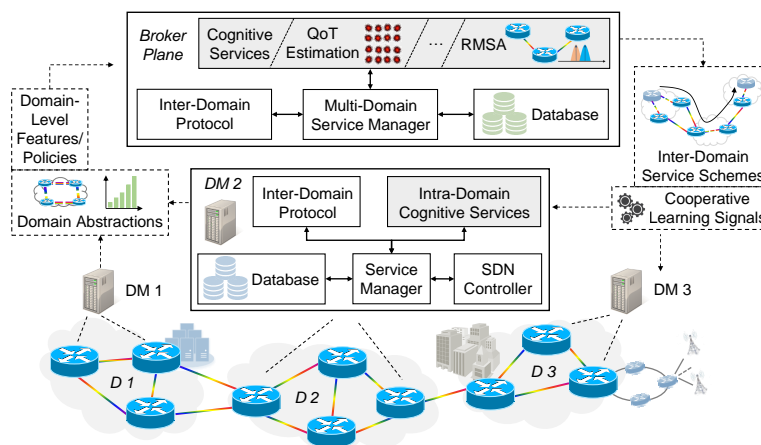 Broker
Plane
Cognitive
Services
QoT
Estimation
...
RMSA
Inter-Domain
Protocol
Multi-Domain
Service Manager
Database
Domain-
Level
Features/
Policies
Domain Abstractions
Inter-Domain
Service Schemes
Cooperative
Learning Signals
DM 2
Inter-Domain
Protocol
Intra-Domain
Cognitive Services
Database
Service
Manager
SDN
Controller
DM 1
DM 3
D 1
D 2
D 3